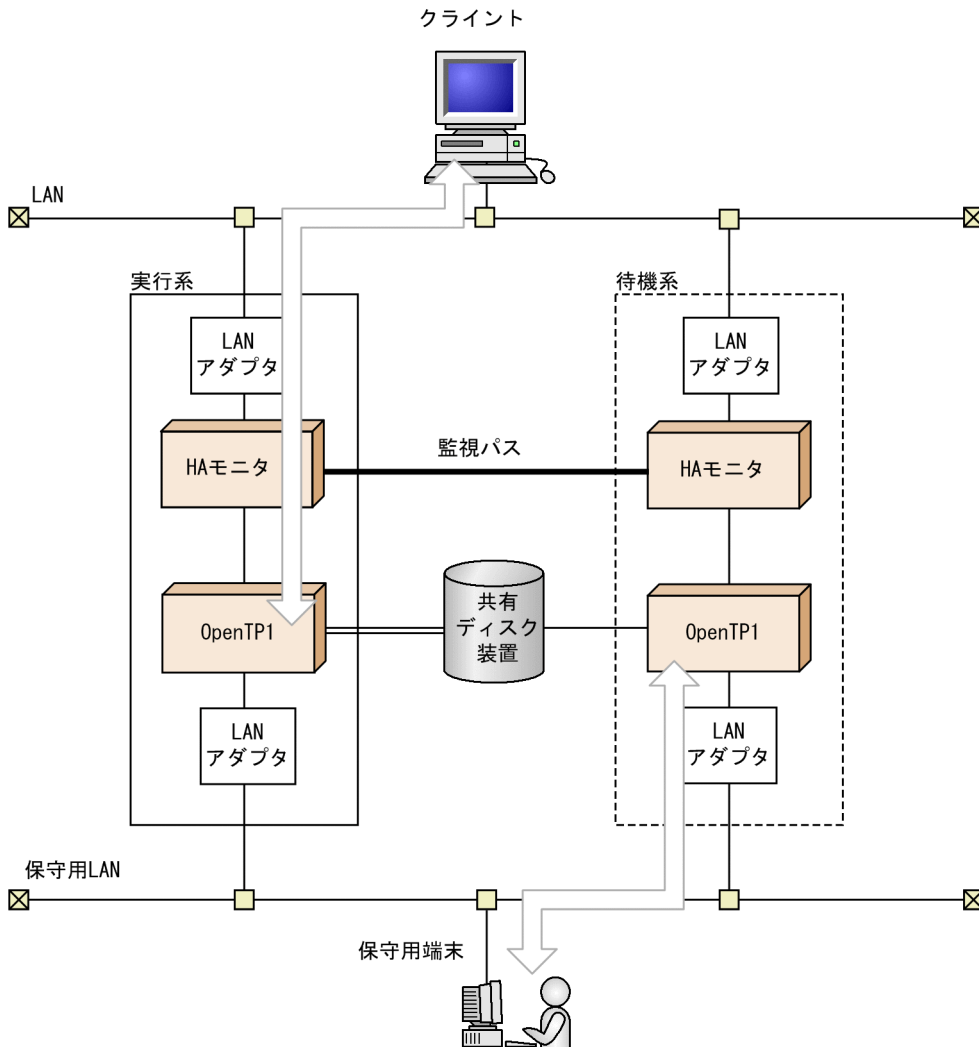 クライント
LAN
実行系
待機系
LAN
アダプタ
LAN
アダプタ
HAモニタ
監視パス
HAモニタ
OpenTP1
共有
ディスク
装置
OpenTP1
LAN
アダプタ
LAN
アダプタ
保守用LAN
保守用端末